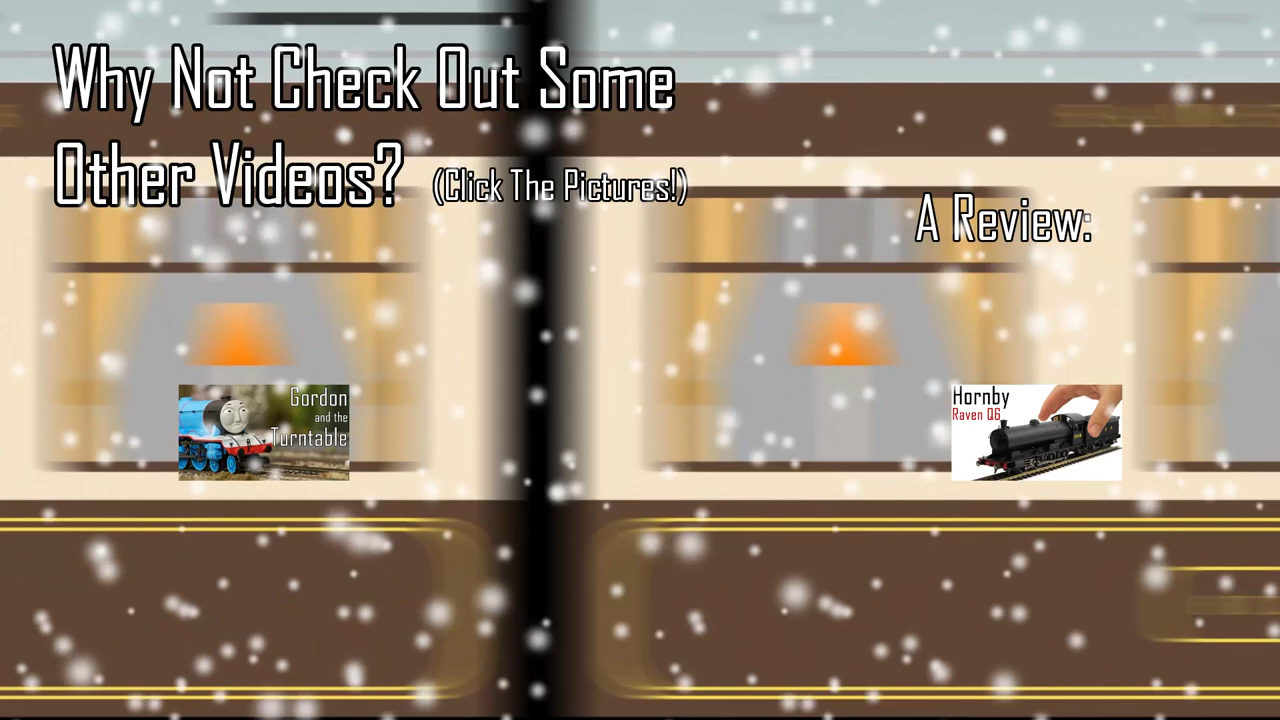 Why Not Check Out Some
Other Videos? (Click The Pictures!)
A Review:
Gordon
and the
Turntable
Hornby
Raven Q6